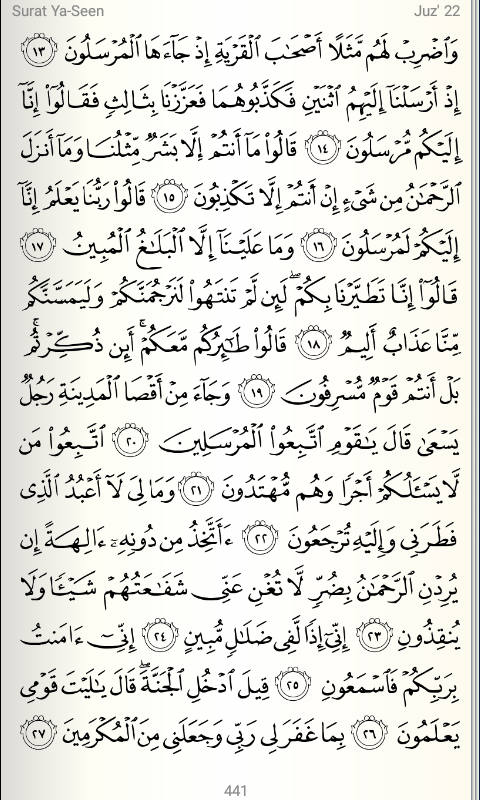 Surat Ya-Seen Juz' 22
وَٱضۡرِبۡ لَهُم مَّثَلًا أَصۡحَٰبَ ٱلۡقَرۡيَةِ إِذۡ جَآءَهَا ٱلۡمُرۡسَلُونَ ١٣
إِذۡ أَرۡسَلۡنَآ إِلَيۡهِمُ ٱثۡنَيۡنِ فَكَذَّبُوهُمَا فَعَزَّزۡنَا بِثَالِثٖ فَقَالُوٓاْ إِنَّآ
إِلَيۡكُم مُّرۡسَلُونَ ١٤ قَالُواْ مَآ أَنتُمۡ إِلَّا بَشَرٞ مِّثۡلُنَا وَمَآ أَنزَلَ
ٱلرَّحۡمَٰنُ مِن شَيۡءٍ إِنۡ أَنتُمۡ إِلَّا تَكۡذِبُونَ ١٥ قَالُواْ رَبُّنَا يَعۡلَمُ إِنَّآ
إِلَيۡكُمۡ لَمُرۡسَلُونَ ١٦ وَمَا عَلَيۡنَآ إِلَّا ٱلۡبَلَٰغُ ٱلۡمُبِينُ ١٧
قَالُوٓاْ إِنَّا تَطَيَّرۡنَا بِكُمۡۖ لَئِن لَّمۡ تَنتَهُواْ لَنَرۡجُمَنَّكُمۡ وَلَيَمَسَّنَّكُم
مِّنَّا عَذَابٌ أَلِيمٞ ١٨ قَالُواْ طَٰٓئِرُكُم مَّعَكُمۡ أَئِن ذُكِّرۡتُمۚ
بَلۡ أَنتُمۡ قَوۡمٞ مُّسۡرِفُونَ ١٩ وَجَآءَ مِنۡ أَقۡصَا ٱلۡمَدِينَةِ رَجُلٞ
يَسۡعَىٰ قَالَ يَٰقَوۡمِ ٱتَّبِعُواْ ٱلۡمُرۡسَلِينَ ٢٠ ٱتَّبِعُواْ مَن
لَّا يَسۡـَٔلُكُمۡ أَجۡرٗا وَهُم مُّهۡتَدُونَ ٢١ وَمَا لِيَ لَآ أَعۡبُدُ ٱلَّذِي
فَطَرَنِي وَإِلَيۡهِ تُرۡجَعُونَ ٢٢ ءَأَتَّخِذُ مِن دُونِهِۦٓ ءَالِهَةً إِن
يُرِدۡنِ ٱلرَّحۡمَٰنُ بِضُرّٖ لَّا تُغۡنِ عَنِّي شَفَٰعَتُهُمۡ شَيۡـٔٗا وَلَا
يُنقِذُونِ ٢٣ إِنِّيٓ إِذٗا لَّفِي ضَلَٰلٖ مُّبِينٍ ٢٤ إِنِّيٓ ءَامَنتُ
بِرَبِّكُمۡ فَٱسۡمَعُونِ ٢٥ قِيلَ ٱدۡخُلِ ٱلۡجَنَّةَۖ قَالَ يَٰلَيۡتَ قَوۡمِي
يَعۡلَمُونَ ٢٦ بِمَا غَفَرَ لِي رَبِّي وَجَعَلَنِي مِنَ ٱلۡمُكۡرَمِينَ ٢٧
441